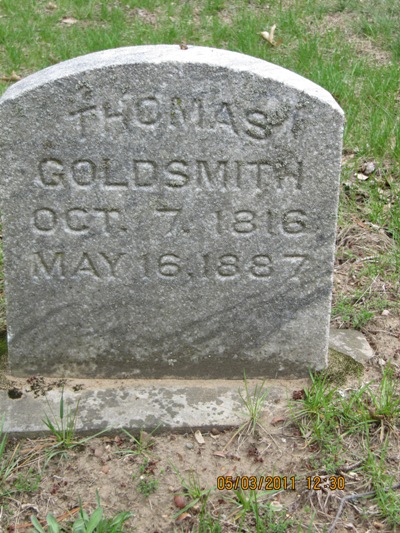 THOMAS
GOLDSMITH
OCT. 7. 1816
MAY 16, 1887
05/03/2011 12:30